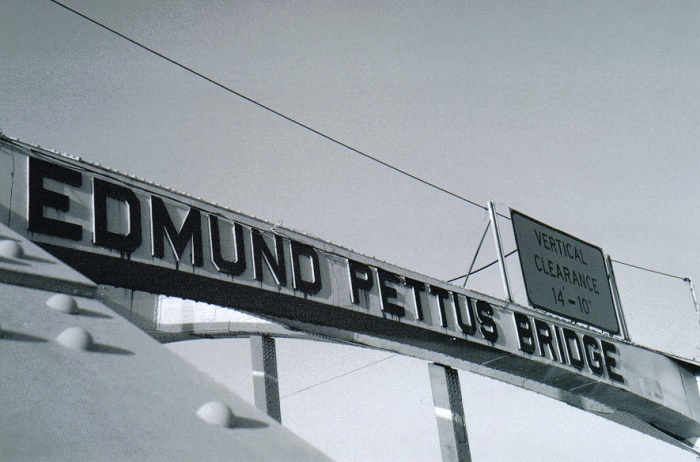 EDMUND PETTUS BRIDGE
VERTICAL
CLEARANCE
14-10"